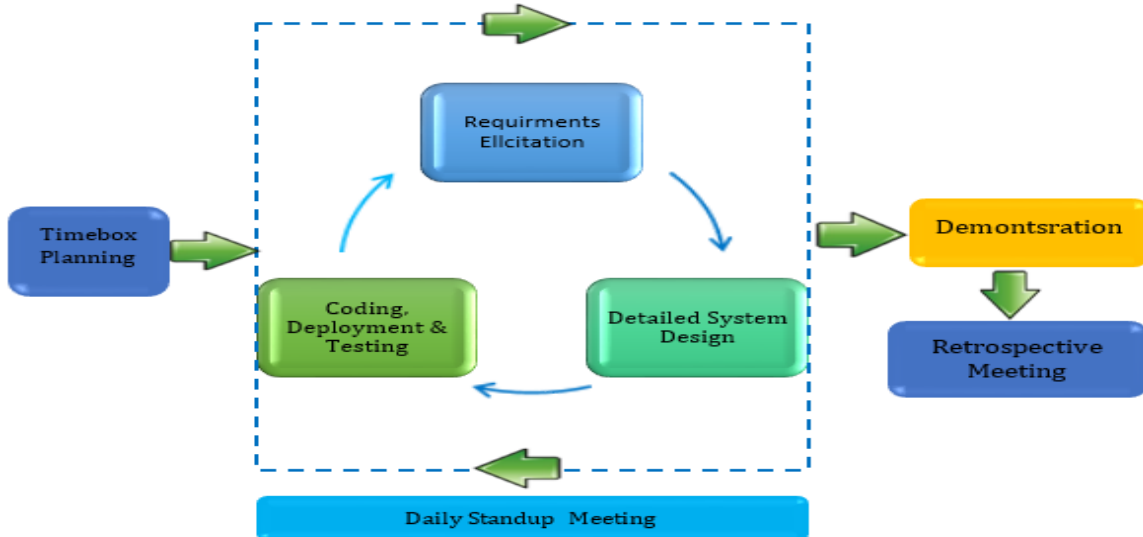 Requirments
Ellcitation
Timebox
Planning
Coding,
Deployment &
Testing
Detailed System
Design
Demontsration
Retrospective
Meeting
Daily Standup Meeting